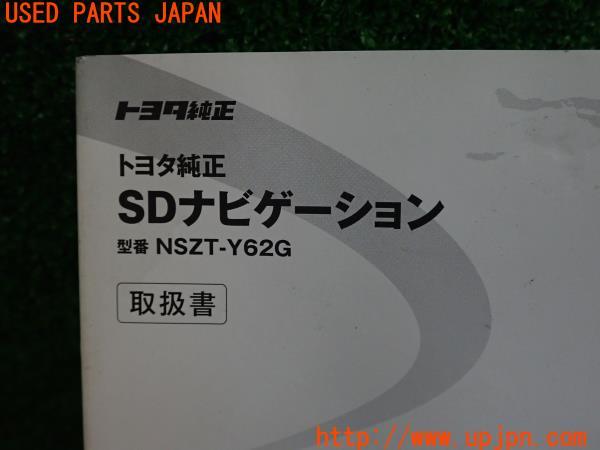 USED PARTS JAPAN
トヨタ純正
トヨタ純正
SDナビゲーション
型番 NSZT-Y62G
取扱書
http://www.upjpn.com